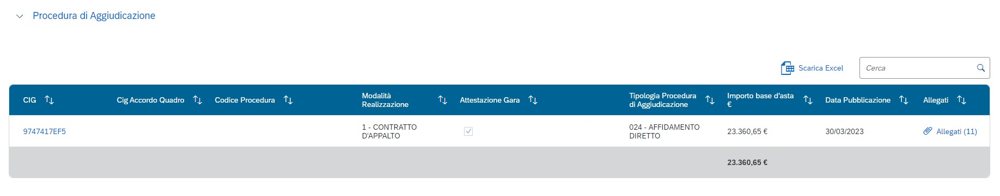 Procedura di Aggiudicazione
Scarica Excel
Cerca
CIG
Cig Accordo Quadro
Codice Procedura
Modalità
Realizzazione
Attestazione Gara
Tipologia Procedura
di Aggiudicazione
Importo base d'asta
€
Data Pubblicazione
Allegati
9747417EF5
1 - CONTRATTO
D'APPALTO
024 - AFFIDAMENTO
DIRETTO
23.360,65 €
30/03/2023
Allegati (11)
23.360,65 €